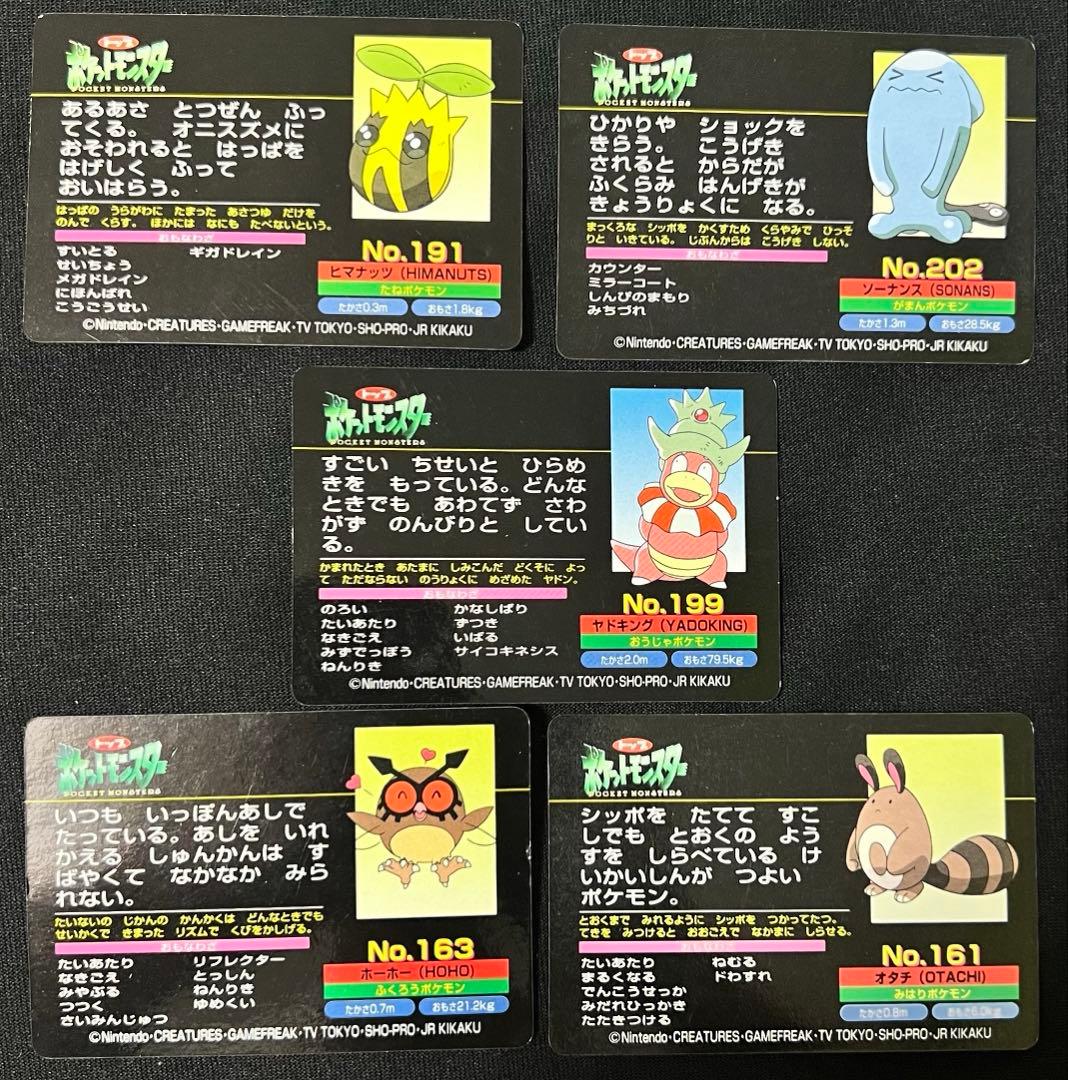 トップ
ポケットモンスター
POCKET MONSTERS
あるあさ とつぜん ふっ
てくる。 オニスズメに
おそわれると はっぱを
はげしく ふって
おいはらう。
はっぱの うらがわに たまった あさつゆ だけを
のんで くらす。 ほかには なにも たべないという。
おもなわざ
すいとる ギガドレイン
せいちょう
メガドレイン
にほんばれ
こうごうせい
No.191
ヒマナッツ (HIMANUTS)
たねポケモン
たかさ0.3m おもさ1.8kg
©Nintendo・CREATURES・GAMEFREAK・TV TOKYO・SHO-PRO・JR KIKAKU
トップ
ポケットモンスター
POCKET MONSTERS
ひかりや ショックを
きらう。 こうげき
されると からだが
ふくらみ はんげきが
きょうりょくに なる。
まっくろな シッポを かくすため くらやみで ひっそ
りと いきている。 じぶんからは こうげき しない。
おもなわざ
カウンター
ミラーコート
しんぴのまもり
みちづれ
No.202
ソーナンス (SONANS)
がまんポケモン
たかさ1.3m おもさ28.5kg
©Nintendo・CREATURES・GAMEFREAK・TV TOKYO・SHO-PRO・JR KIKAKU
トップ
ポケットモンスター
POCKET MONSTERS
すごい ちせいと ひらめ
きを もっている。どんな
ときでも あわてず さわ
がず のんびりと してい
る。
かまれたとき あたまに しみこんだ どくそに よっ
て ただならない のうりょくに めざめた ヤドン。
おもなわざ
のろい かなしばり
たいあたり ずつき
なきごえ いばる
みずでっぽう サイコキネシス
ねんりき
No.199
ヤドキング (YADOKING)
おうじゃポケモン
たかさ2.0m おもさ79.5kg
©Nintendo・CREATURES・GAMEFREAK・TV TOKYO・SHO-PRO・JR KIKAKU
トップ
ポケットモンスター
POCKET MONSTERS
いつも いっぽんあしで
たっている。あしを いれ
かえる しゅんかんは す
ばやくて なかなか みら
れない。
たいないの じかんの かんかくは どんなときでも
せいかくで きまった リズムで くびをかしげる。
おもなわざ
たいあたり リフレクター
なきごえ とっしん
みやぶる ねんりき
つつく ゆめくい
さいみんじゅつ
No.163
ホーホー (HOHO)
ふくろうポケモン
たかさ0.7m おもさ21.2kg
©Nintendo・CREATURES・GAMEFREAK・TV TOKYO・SHO-PRO・JR KIKAKU
トップ
ポケットモンスター
POCKET MONSTERS
シッポを たてて すこ
しでも とおくの よう
すを しらべている け
いかいしんが つよい
ポケモン。
とおくまで みれるように シッポを つかってたつ。
てきを みつけると おおごえで なかまに しらせる。
おもなわざ
たいあたり ねむる
まるくなる ドわすれ
でんこうせっか
みだれひっかき
たたきつける
No.161
オタチ (OTACHI)
みはりポケモン
たかさ0.8m おもさ6.0kg
©Nintendo・CREATURES・GAMEFREAK・TV TOKYO・SHO-PRO・JR KIKAKU